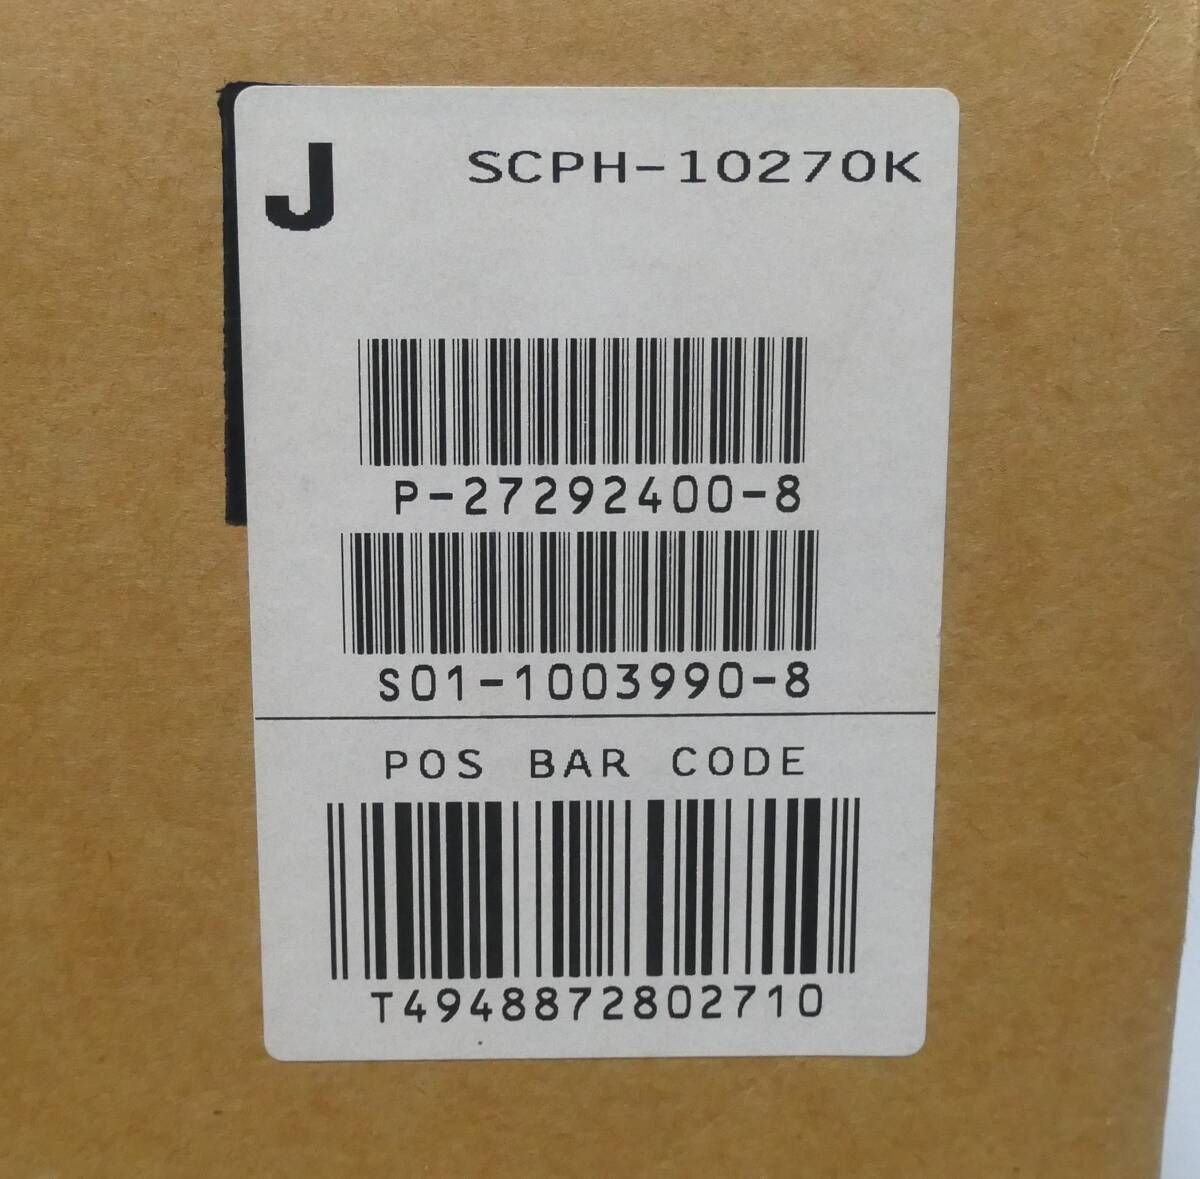 J SCPH-10270K
P-27292400-8
S01-1003990-8
POS BAR CODE
T4948872802710